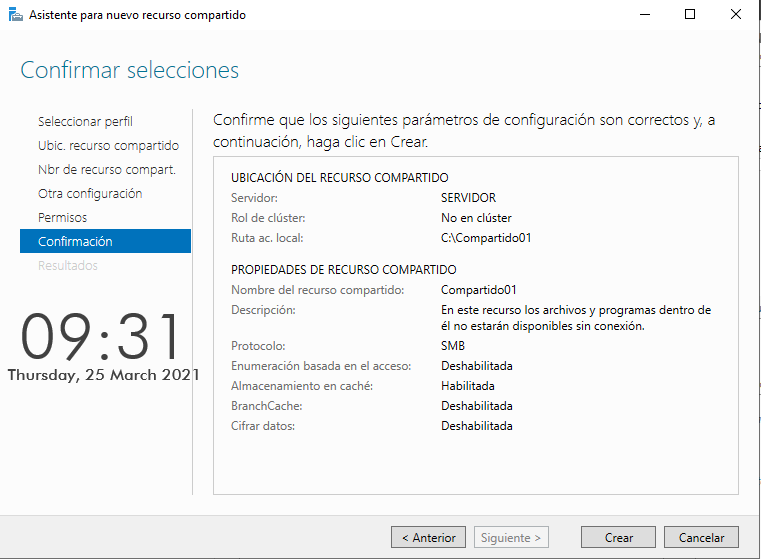 Asistente para nuevo recurso compartido
Confirmar selecciones
Seleccionar perfil
Ubic. recurso compartido
Nbr de recurso compart.
Otra configuración
Permisos
Confirmación
Resultados
09:31
Thursday, 25 March 2021
Confirme que los siguientes parámetros de configuración son correctos y, a
continuación, haga clic en Crear.
UBICACIÓN DEL RECURSO COMPARTIDO
Servidor: SERVIDOR
Rol de clúster: No en clúster
Ruta ac. local: C:\Compartido01
PROPIEDADES DE RECURSO COMPARTIDO
Nombre del recurso compartido: Compartido01
Descripción: En este recurso los archivos y programas dentro de
él no estarán disponibles sin conexión.
Protocolo: SMB
Enumeración basada en el acceso: Deshabilitada
Almacenamiento en caché: Habilitada
BranchCache: Deshabilitada
Cifrar datos: Deshabilitada
< Anterior Siguiente > Crear Cancelar